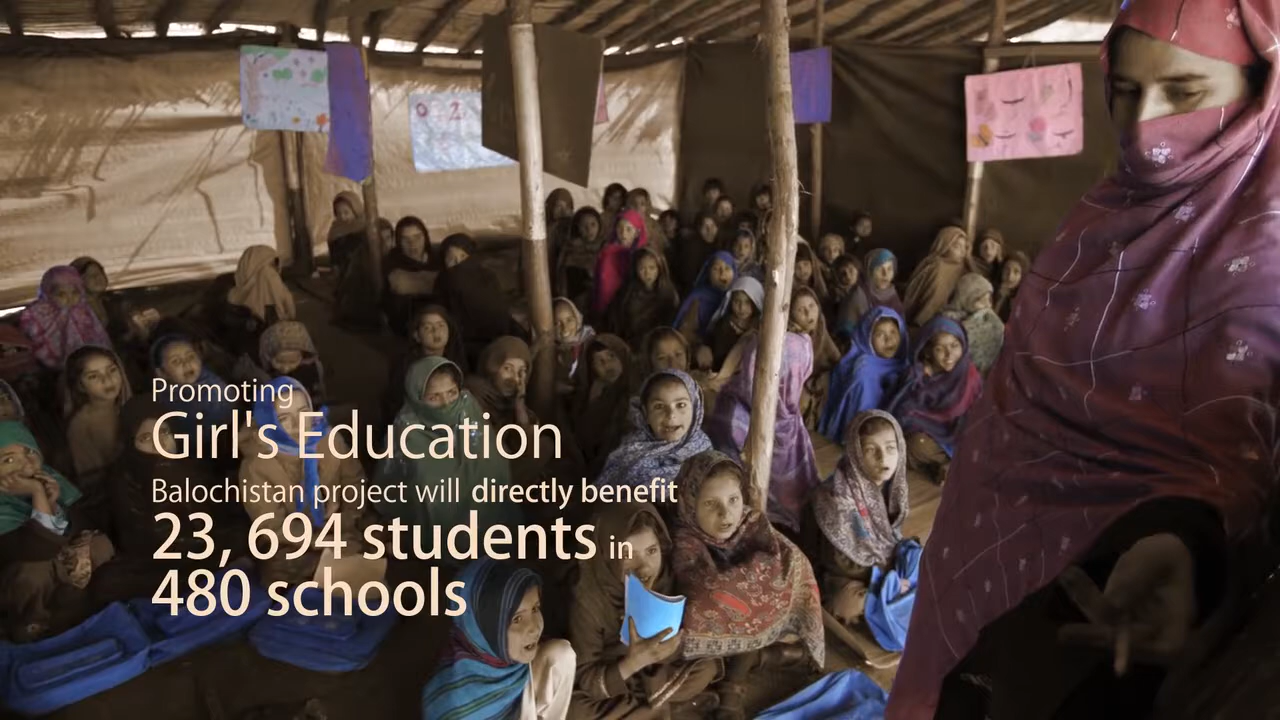 Promoting
Girl's Education
Balochistan project will directly benefit
23, 694 students in
480 schools